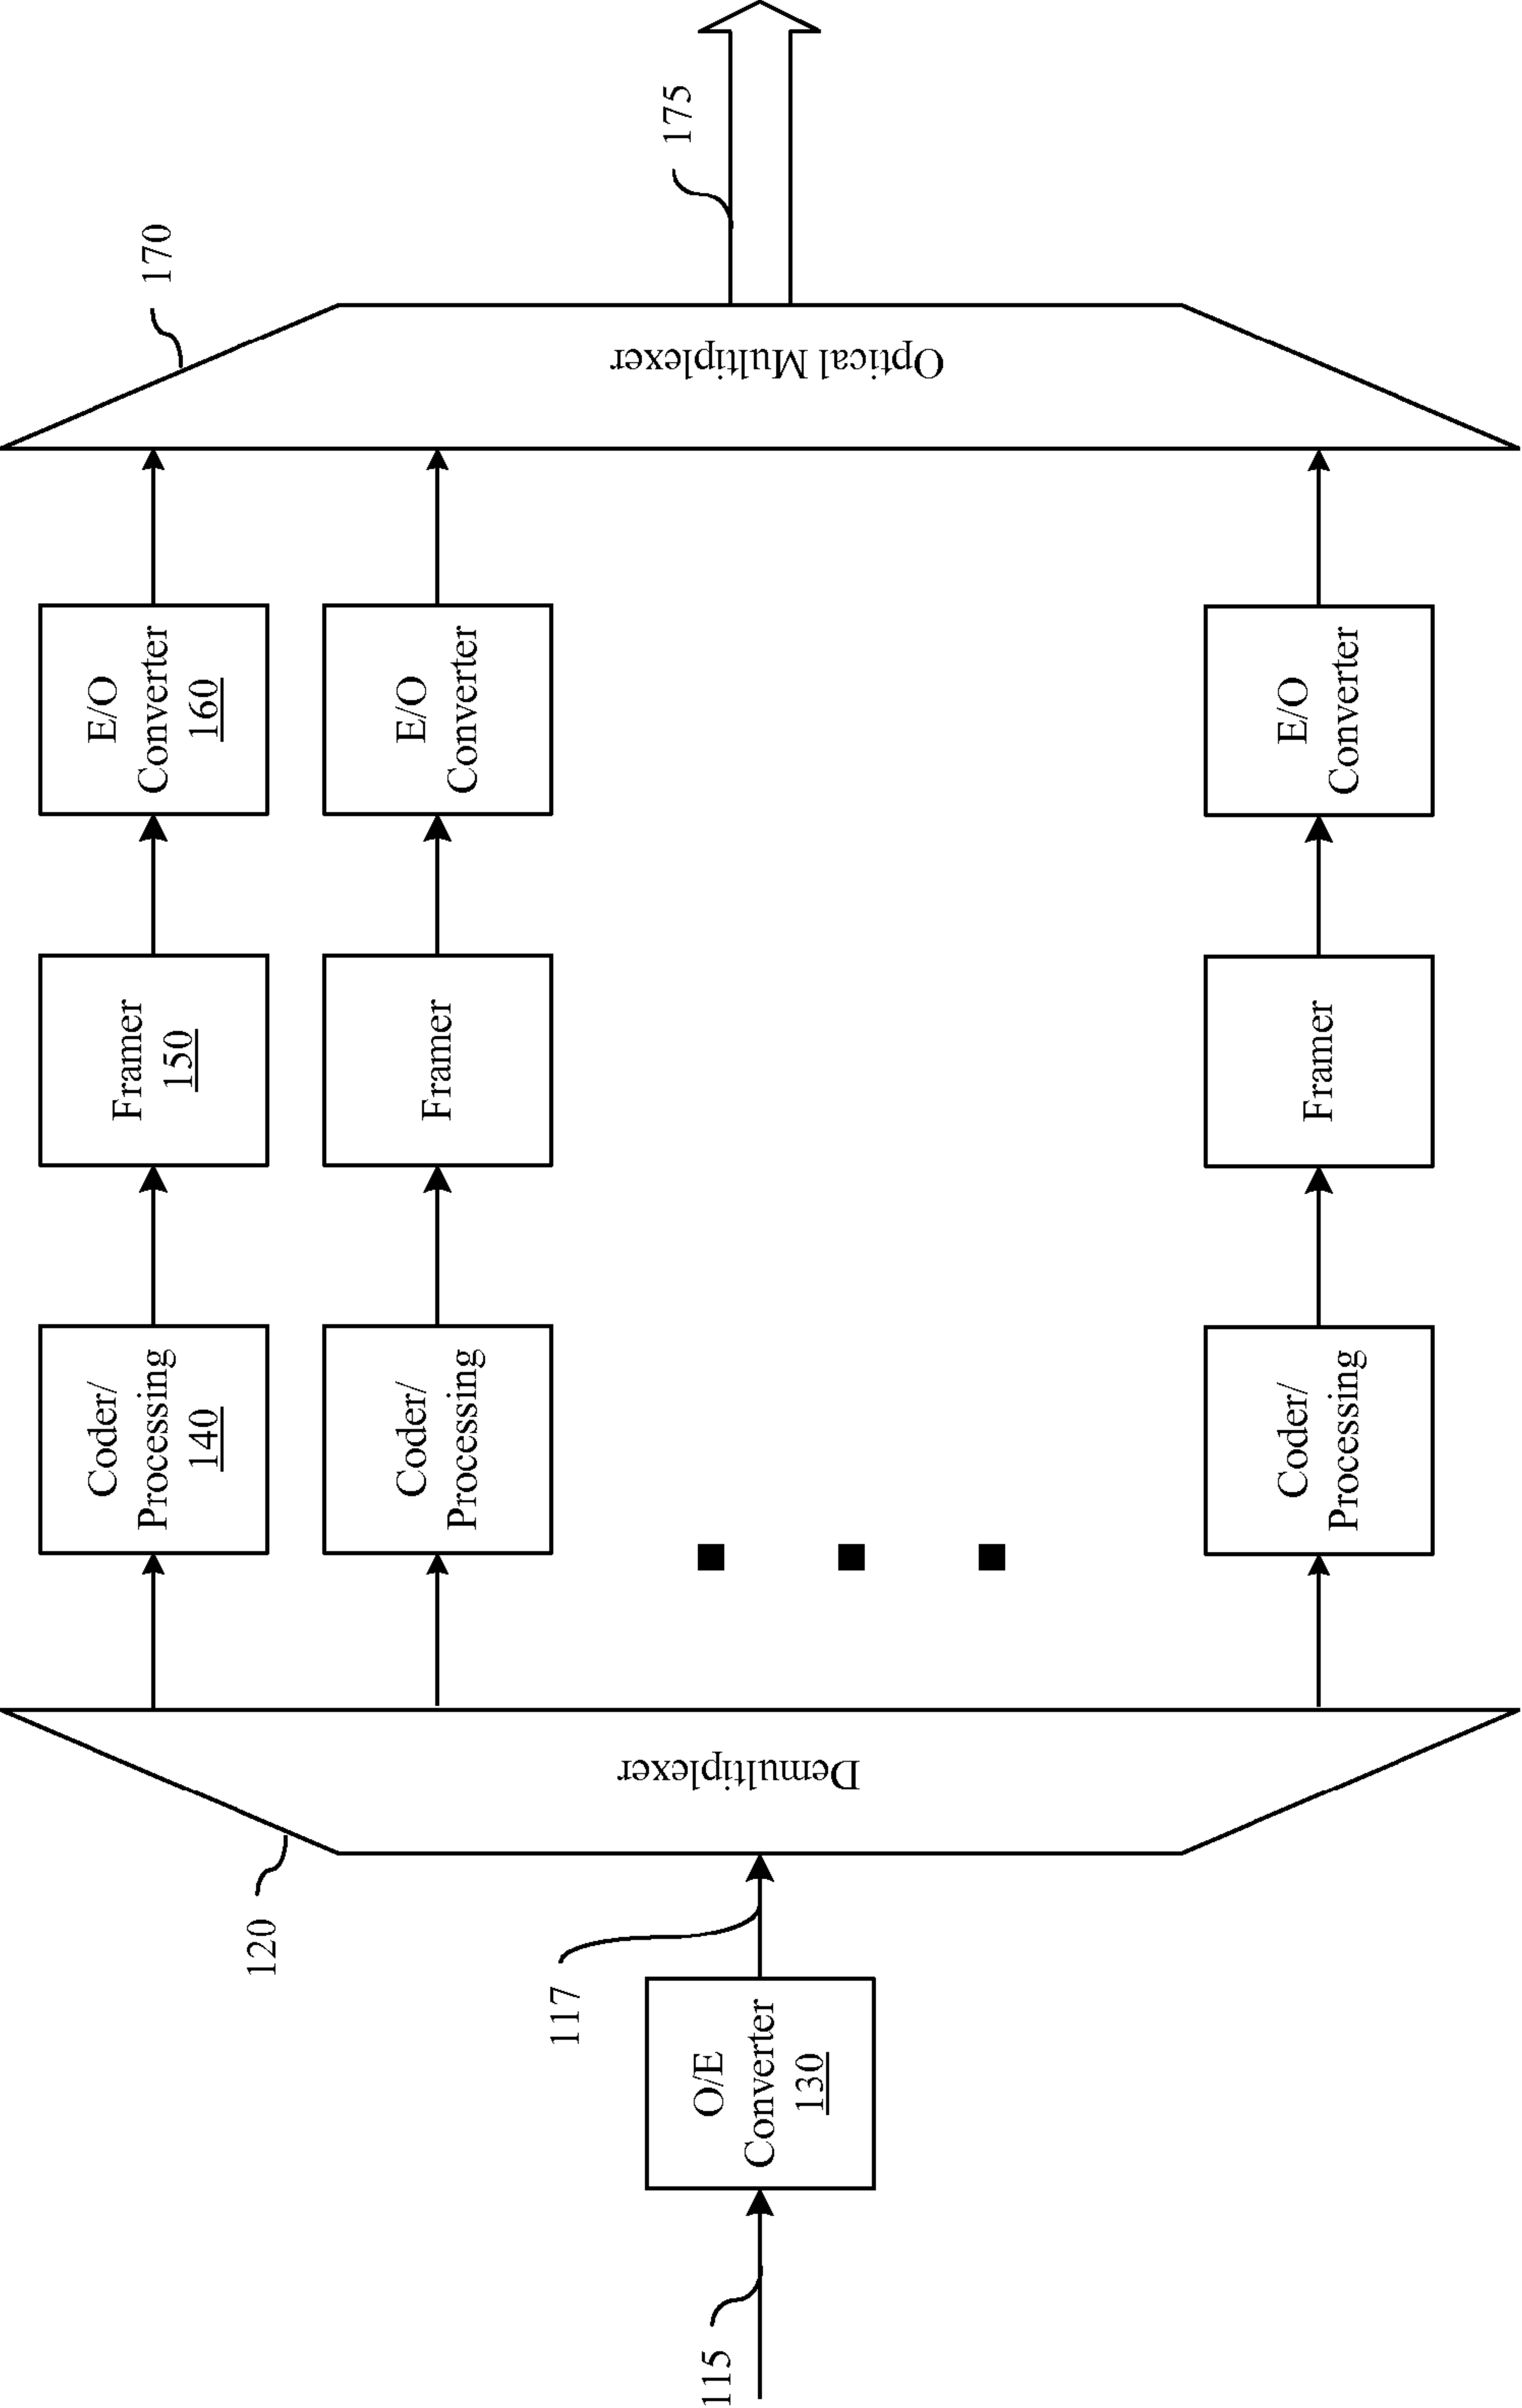 115
O/E
Converter
130
117
120
Demultiplexer
Coder/
Processing
140
Framer
150
E/O
Converter
160
Coder/
Processing
Framer
E/O
Converter
Coder/
Processing
Framer
E/O
Converter
170
Optical Multiplexer
175